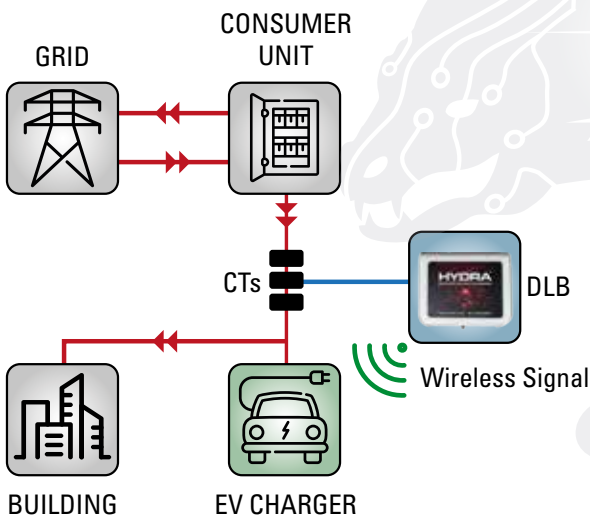 CONSUMER
UNIT
GRID
CTs
HYDRA
DLB
Wireless Signal
BUILDING
EV CHARGER